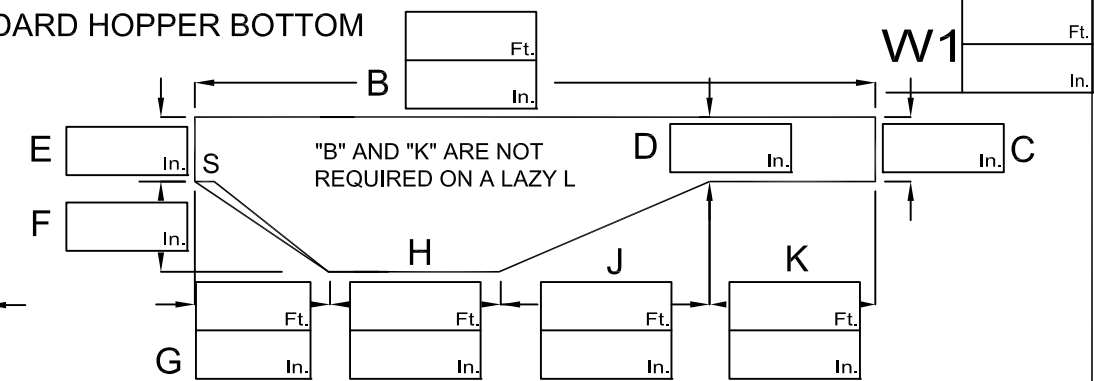 DARD HOPPER BOTTOM
Ft.
In.
B
W1
Ft.
In.
E
In.
S
"B" AND "K" ARE NOT
REQUIRED ON A LAZY L
D
In.
In.
C
F
In.
H
J
K
Ft.
Ft.
Ft.
Ft.
G
In.
In.
In.
In.